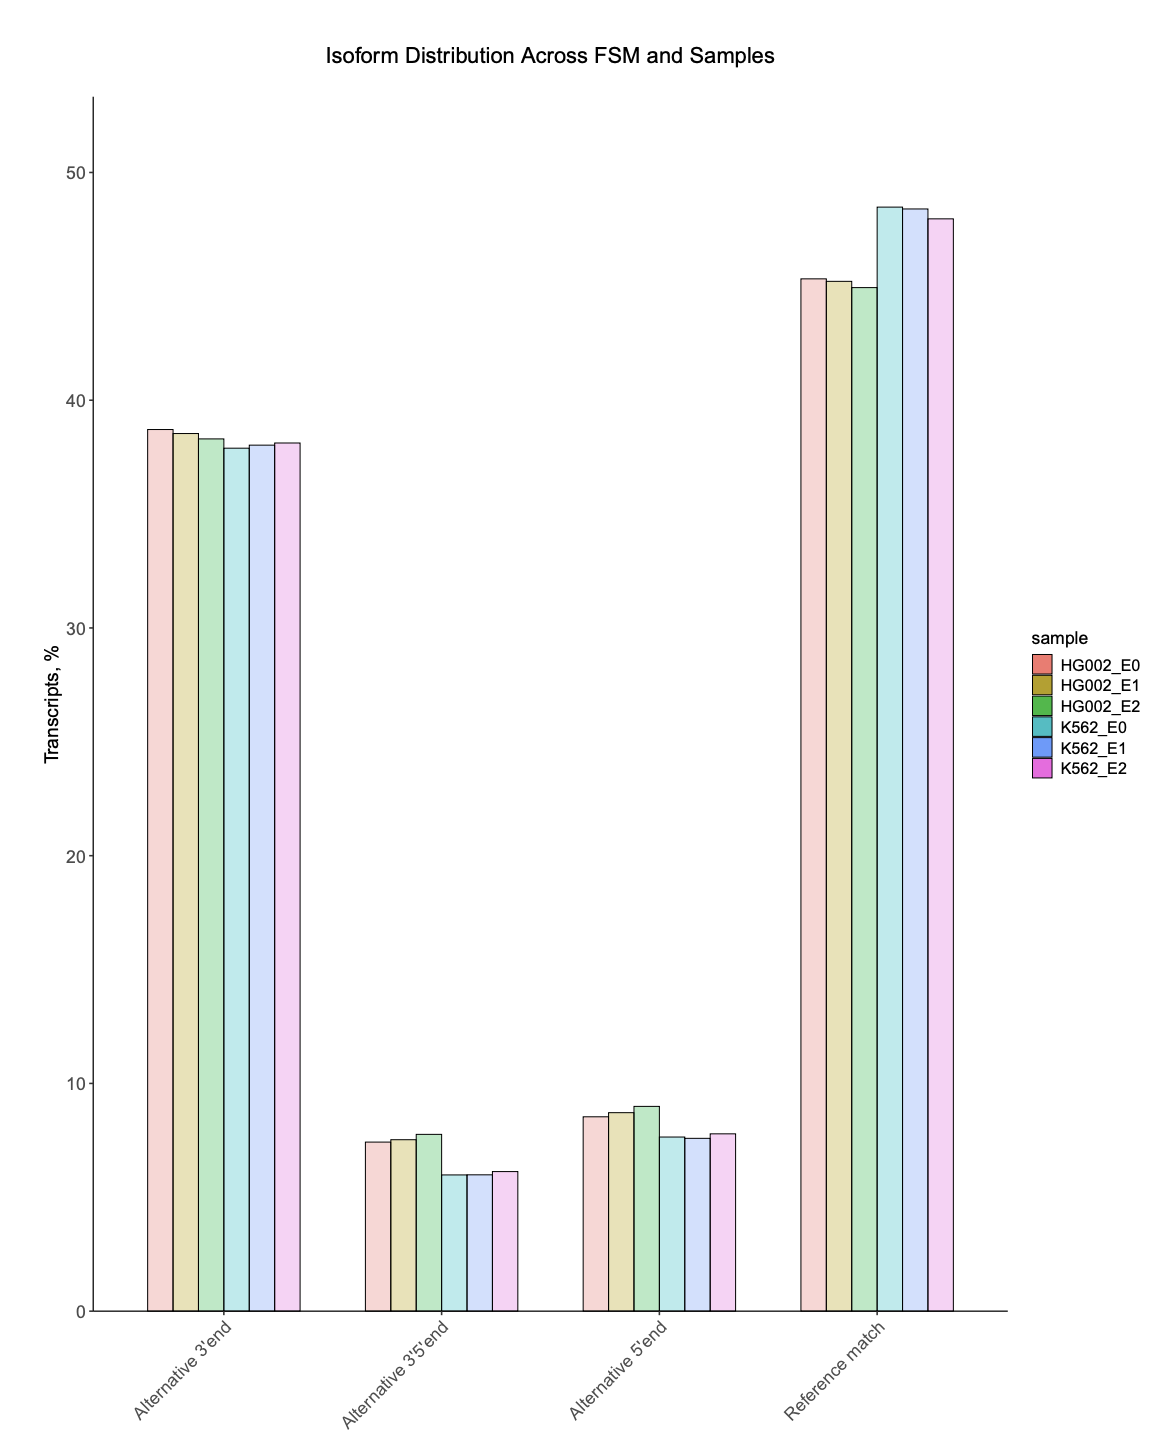 Isoform Distribution Across FSM and Samples
50
40
30
20
10
0
Transcripts, %
Alternative 3'end
Alternative 3'5'end
Alternative 5'end
Reference match
sample
HG002_E0
HG002_E1
HG002_E2
K562_E0
K562_E1
K562_E2